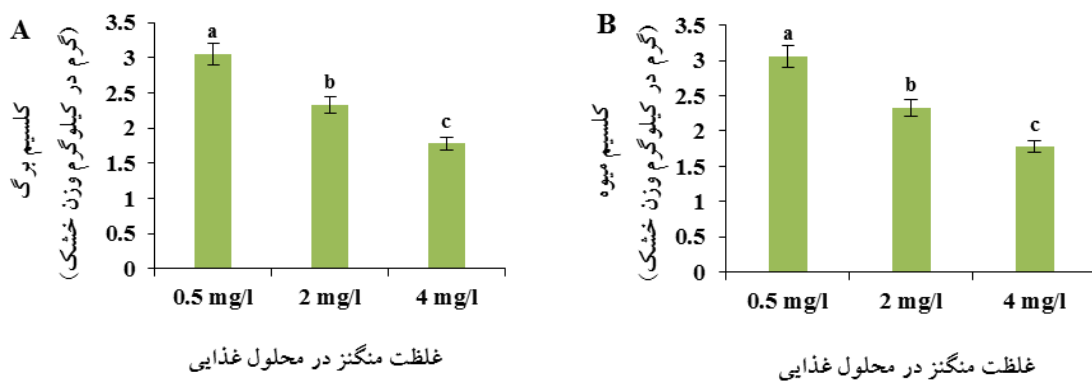 A
کلسیم برگ
(گرم در کیلوگرم وزن خشک)
3.5
3
2.5
2
1.5
1
0.5
0
a
b
c
0.5 mg/l
2 mg/l
4 mg/l
غلظت منگنز در محلول غذایی
B
کلسیم میوه
(گرم در کیلوگرم وزن خشک)
3.5
3
2.5
2
1.5
1
0.5
0
a
b
c
0.5 mg/l
2 mg/l
4 mg/l
غلظت منگنز در محلول غذایی